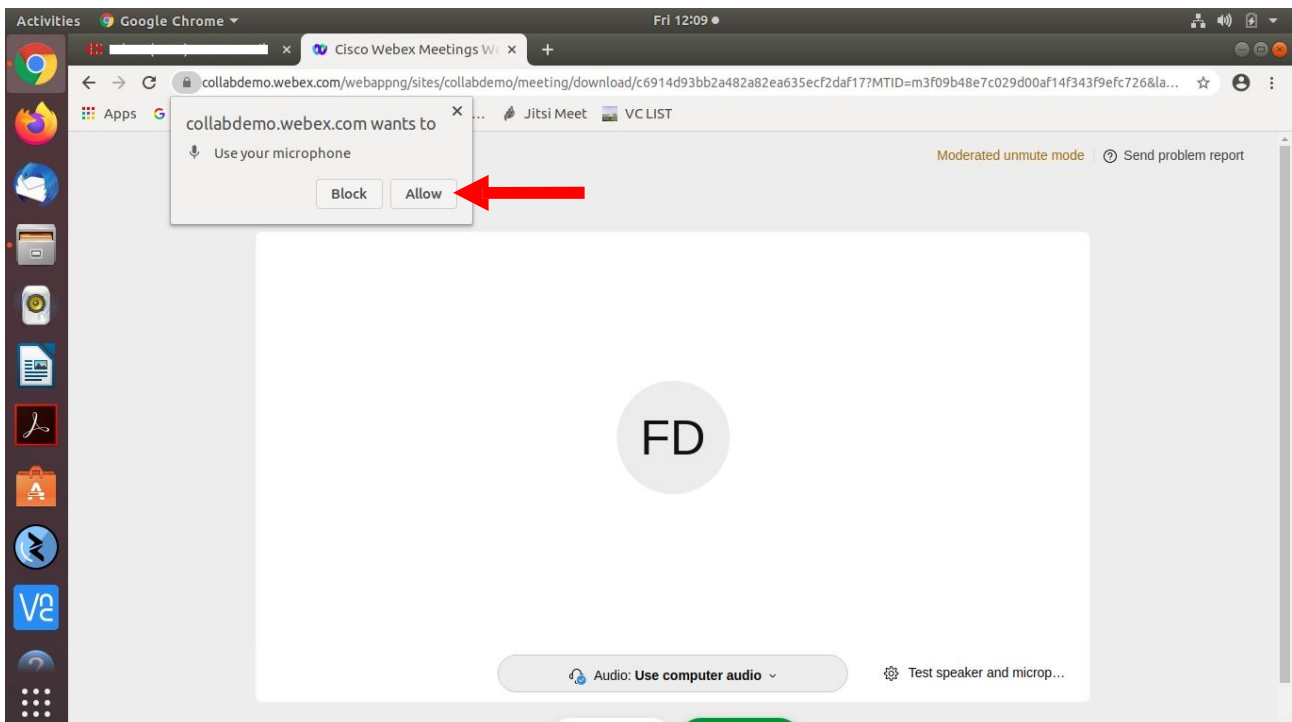 Activities Google Chrome Fri 12:09
Cisco Webex Meetings W
collabdemo.webex.com/webappng/sites/collabdemo/meeting/download/c6914d93bb2a482a82ea635ecf2daf17?MTID=m3f09b48e7c029d00af14f343f9efc726&la...
Apps G ... Jitsi Meet VC LIST
collabdemo.webex.com wants to
Use your microphone
Block Allow
Moderated unmute mode Send problem report
FD
Audio: Use computer audio
Test speaker and microp...